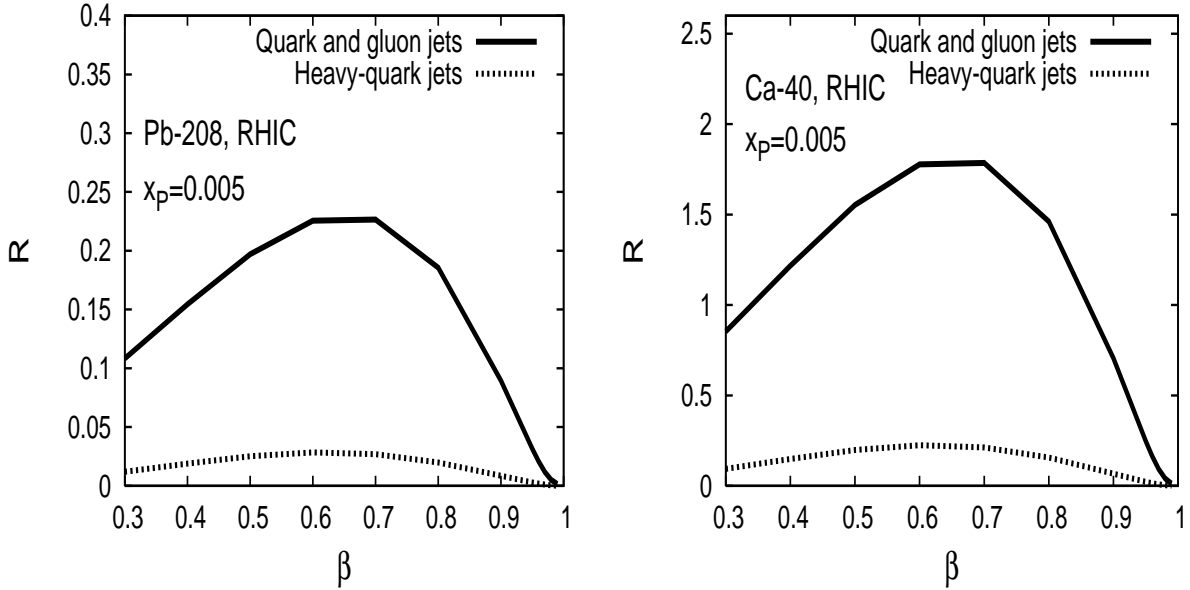 0.4
0.35
0.3
0.25
0.2
0.15
0.1
0.05
0
R
Quark and gluon jets
Heavy-quark jets
Pb-208, RHIC
xP=0.005
0.3 0.4 0.5 0.6 0.7 0.8 0.9 1
β
2.5
2
1.5
1
0.5
0
R
Quark and gluon jets
Heavy-quark jets
Ca-40, RHIC
xP=0.005
0.3 0.4 0.5 0.6 0.7 0.8 0.9 1
β